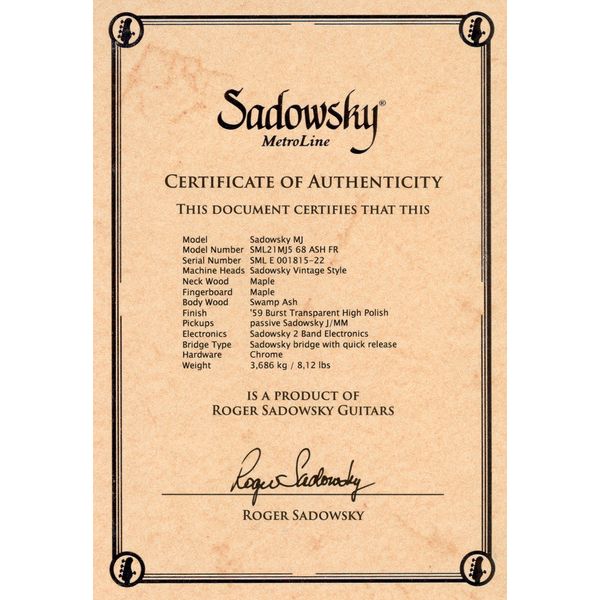 Sadowsky®
MetroLine
CERTIFICATE OF AUTHENTICITY
THIS DOCUMENT CERTIFIES THAT THIS
Model Sadowsky MJ
Model Number SML21MJ5 68 ASH FR
Serial Number SML E 001815-22
Machine Heads Sadowsky Vintage Style
Neck Wood Maple
Fingerboard Maple
Body Wood Swamp Ash
Finish '59 Burst Transparent High Polish
Pickups passive Sadowsky J/MM
Electronics Sadowsky 2 Band Electronics
Bridge Type Sadowsky bridge with quick release
Hardware Chrome
Weight 3,686 kg / 8,12 lbs
IS A PRODUCT OF
ROGER SADOWSKY GUITARS
Roger Sadowsky
ROGER SADOWSKY